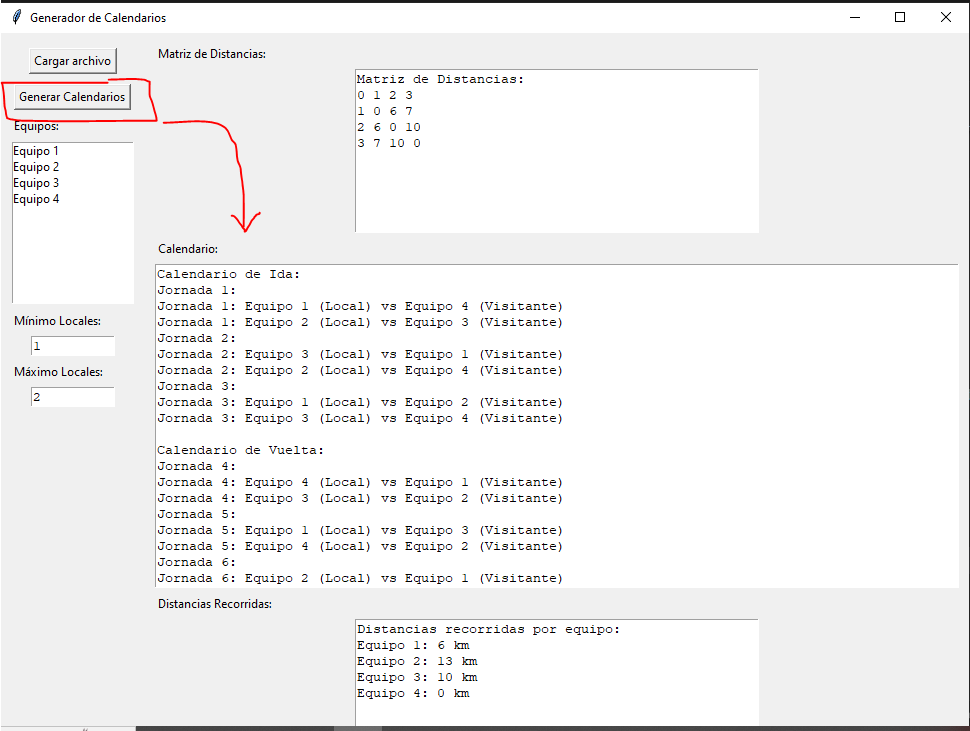 Generador de Calendarios
Cargar archivo
Generar Calendarios
Equipos:
Equipo 1
Equipo 2
Equipo 3
Equipo 4
Mínimo Locales:
1
Máximo Locales:
2
Matriz de Distancias:
Matriz de Distancias:
0 1 2 3
1 0 6 7
2 6 0 10
3 7 10 0
Calendario:
Calendario de Ida:
Jornada 1:
Jornada 1: Equipo 1 (Local) vs Equipo 4 (Visitante)
Jornada 1: Equipo 2 (Local) vs Equipo 3 (Visitante)
Jornada 2:
Jornada 2: Equipo 3 (Local) vs Equipo 1 (Visitante)
Jornada 2: Equipo 2 (Local) vs Equipo 4 (Visitante)
Jornada 3:
Jornada 3: Equipo 1 (Local) vs Equipo 2 (Visitante)
Jornada 3: Equipo 3 (Local) vs Equipo 4 (Visitante)
Calendario de Vuelta:
Jornada 4:
Jornada 4: Equipo 4 (Local) vs Equipo 1 (Visitante)
Jornada 4: Equipo 3 (Local) vs Equipo 2 (Visitante)
Jornada 5:
Jornada 5: Equipo 1 (Local) vs Equipo 3 (Visitante)
Jornada 5: Equipo 4 (Local) vs Equipo 2 (Visitante)
Jornada 6:
Jornada 6: Equipo 2 (Local) vs Equipo 1 (Visitante)
Distancias Recorridas:
Distancias recorridas por equipo:
Equipo 1: 6 km
Equipo 2: 13 km
Equipo 3: 10 km
Equipo 4: 0 km